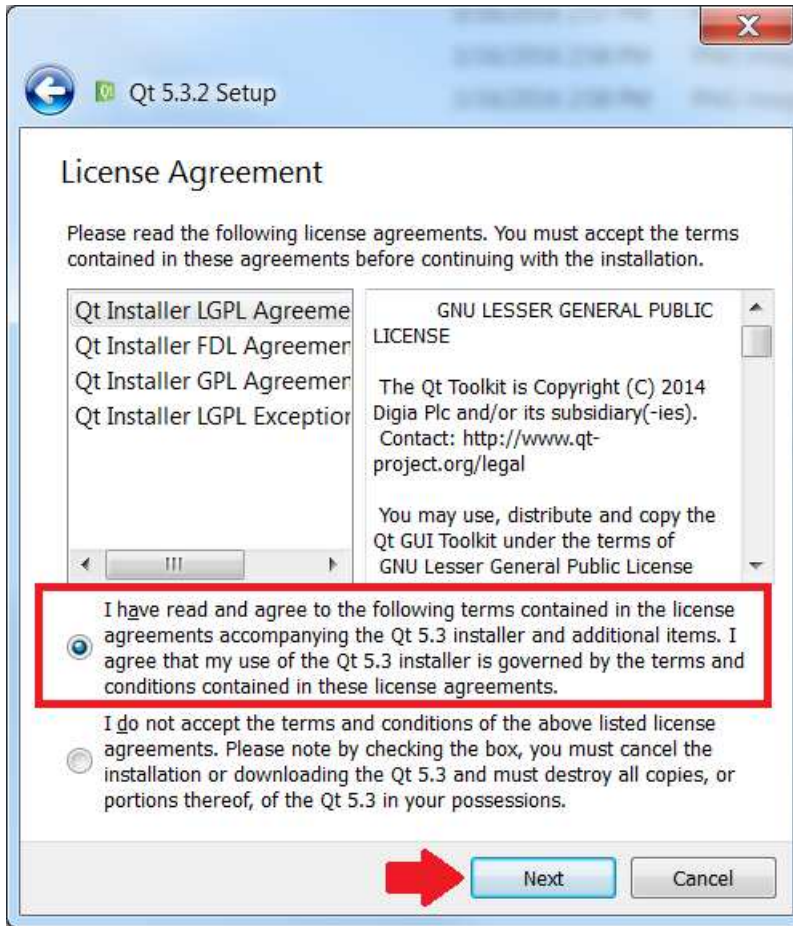 Qt 5.3.2 Setup
License Agreement
Please read the following license agreements. You must accept the terms
contained in these agreements before continuing with the installation.
Qt Installer LGPL Agreeme
Qt Installer FDL Agreemen
Qt Installer GPL Agreemen
Qt Installer LGPL Exception
GNU LESSER GENERAL PUBLIC
LICENSE
The Qt Toolkit is Copyright (C) 2014
Digia Plc and/or its subsidiary(-ies).
Contact: http://www.qt-
project.org/legal
You may use, distribute and copy the
Qt GUI Toolkit under the terms of
GNU Lesser General Public License
I have read and agree to the following terms contained in the license
agreements accompanying the Qt 5.3 installer and additional items. I
agree that my use of the Qt 5.3 installer is governed by the terms and
conditions contained in these license agreements.
I do not accept the terms and conditions of the above listed license
agreements. Please note by checking the box, you must cancel the
installation or downloading the Qt 5.3 and must destroy all copies, or
portions thereof, of the Qt 5.3 in your possessions.
Next
Cancel